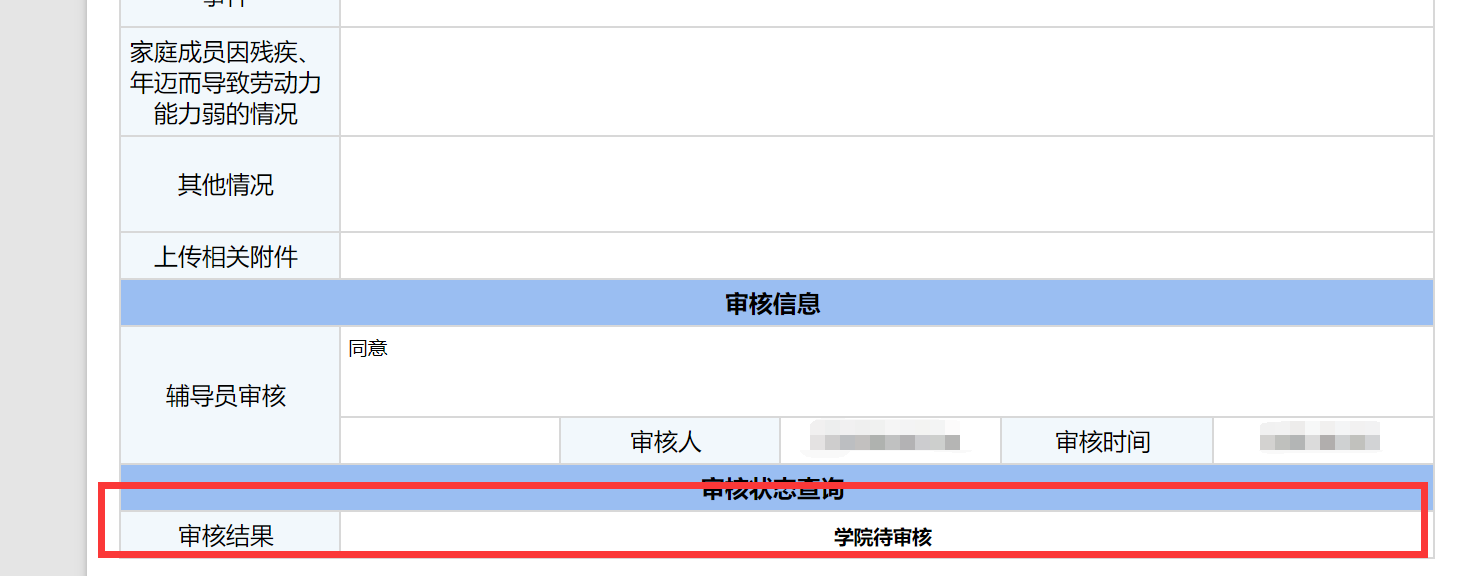 事件
家庭成员因残疾、
年迈而导致劳动力
能力弱的情况
其他情况
上传相关附件
审核信息
辅导员审核
同意
审核人
审核时间
审核状态查询
审核结果
学院待审核